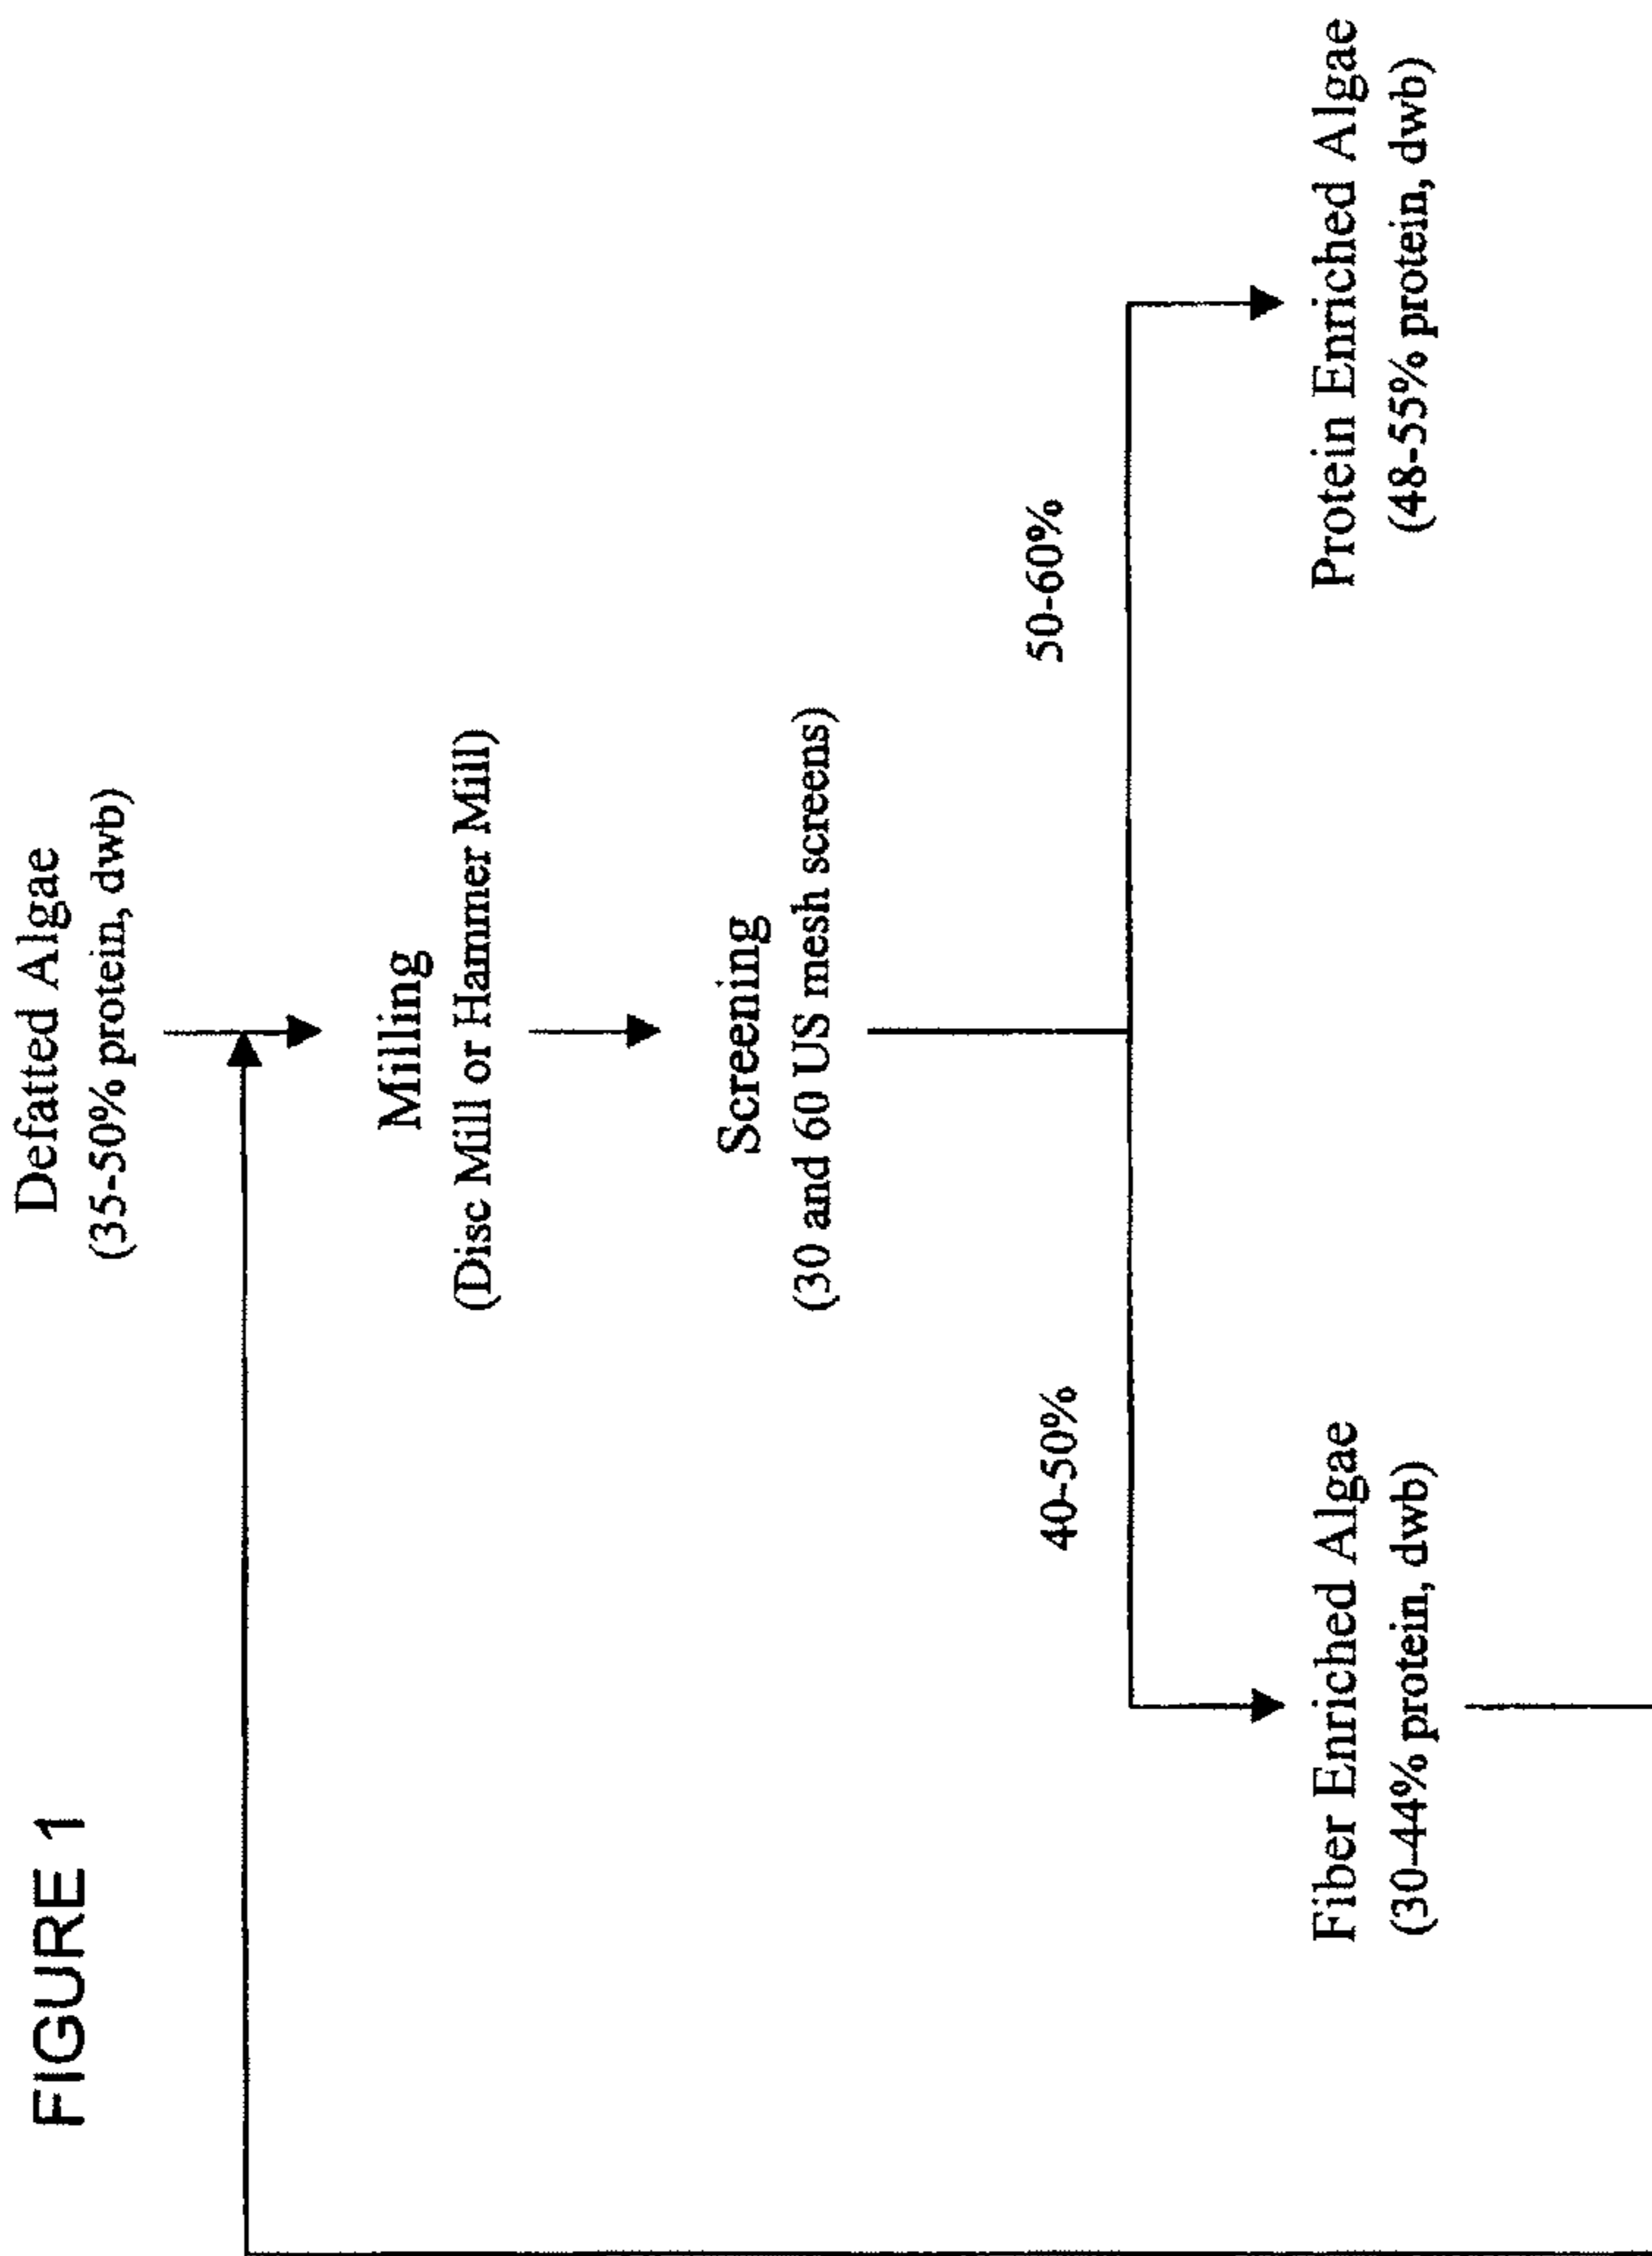 FIGURE 1
Defatted Algae
(35-50% protein, dwb)
Milling
(Disc Mill or Hammer Mill)
Screening
(30 and 60 US mesh screens)
40-50%
50-60%
Fiber Enriched Algae
(30-44% protein, dwb)
Protein Enriched Algae
(48-55% protein, dwb)